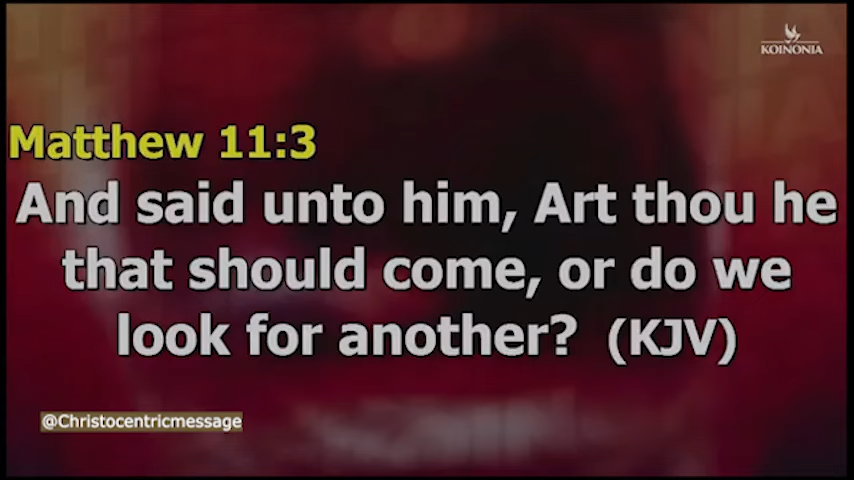 KOINONIA
Matthew 11:3
And said unto him, Art thou he
that should come, or do we
look for another? (KJV)
@Christocentricmessage